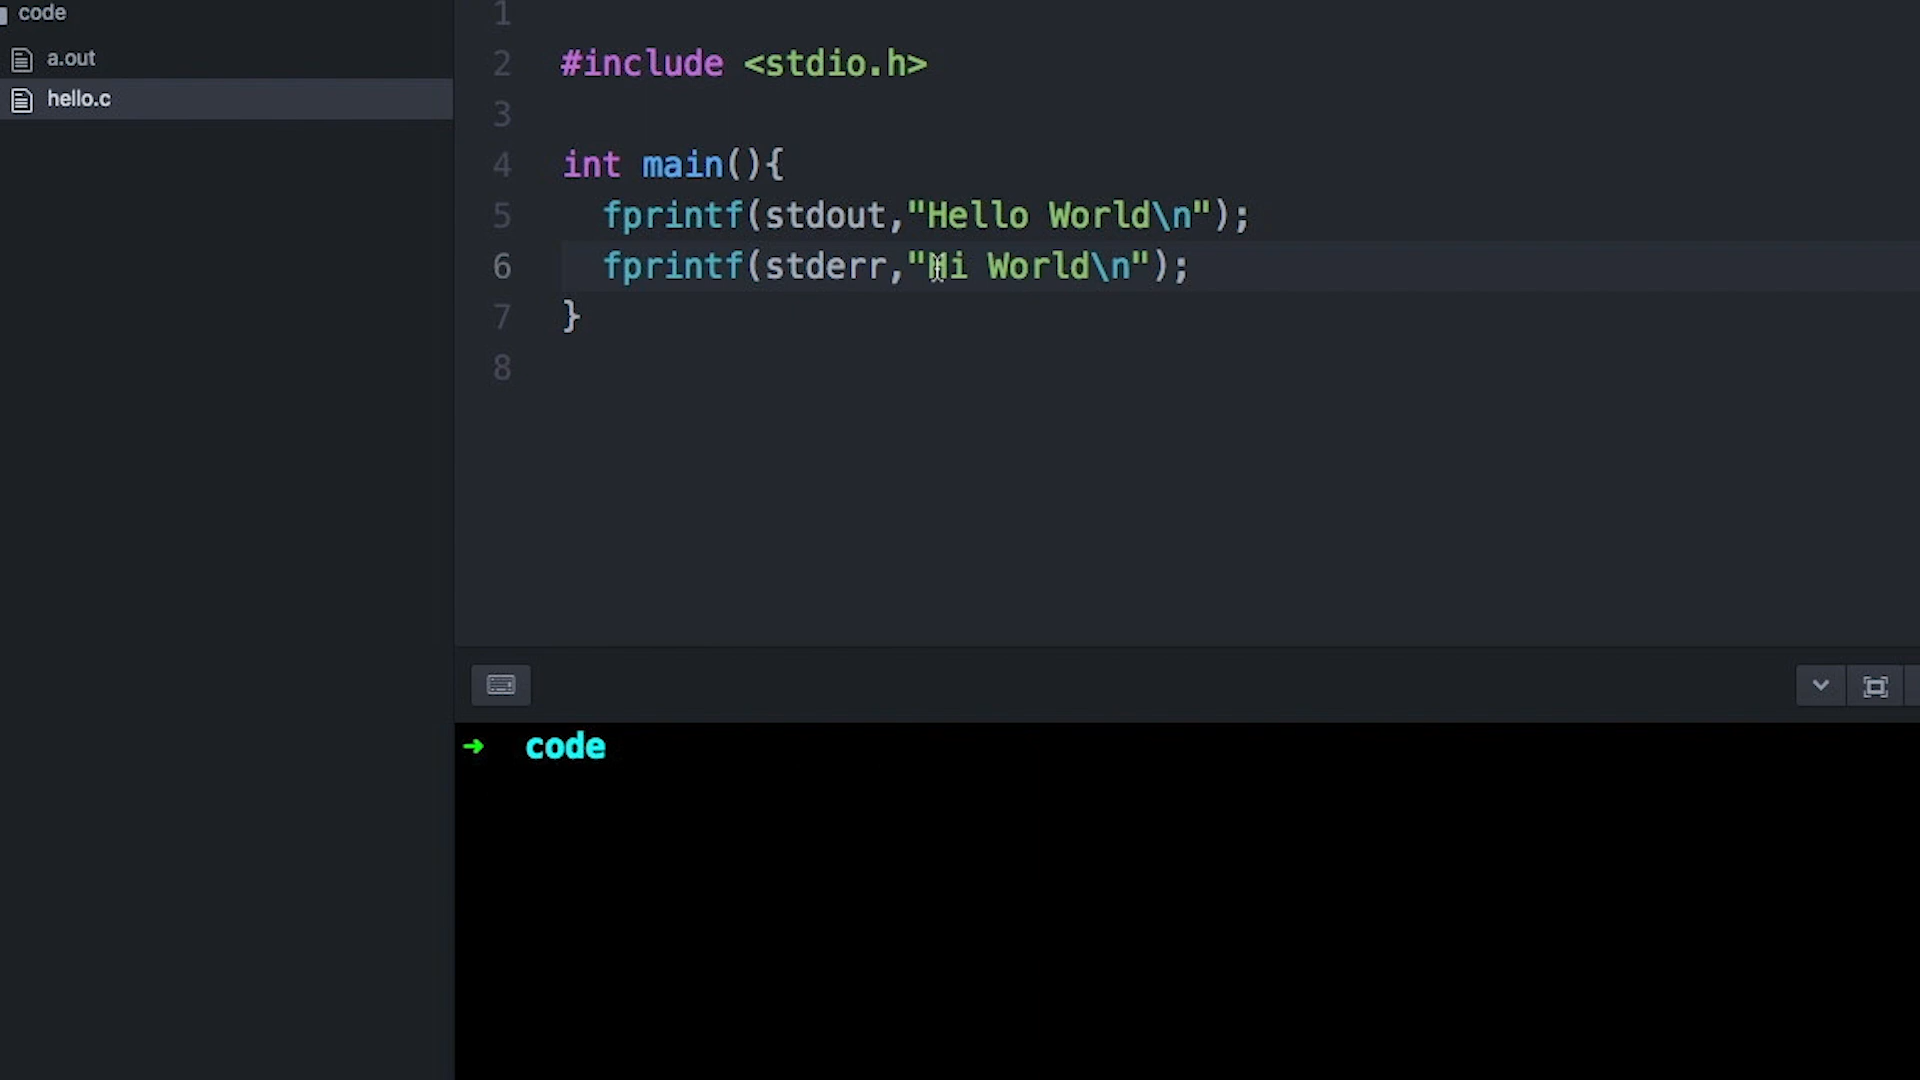 code
a.out
hello.c
1
2 #include <stdio.h>
3
4 int main(){
5   fprintf(stdout,"Hello World\n");
6   fprintf(stderr,"Hi World\n");
7 }
8
➜ code